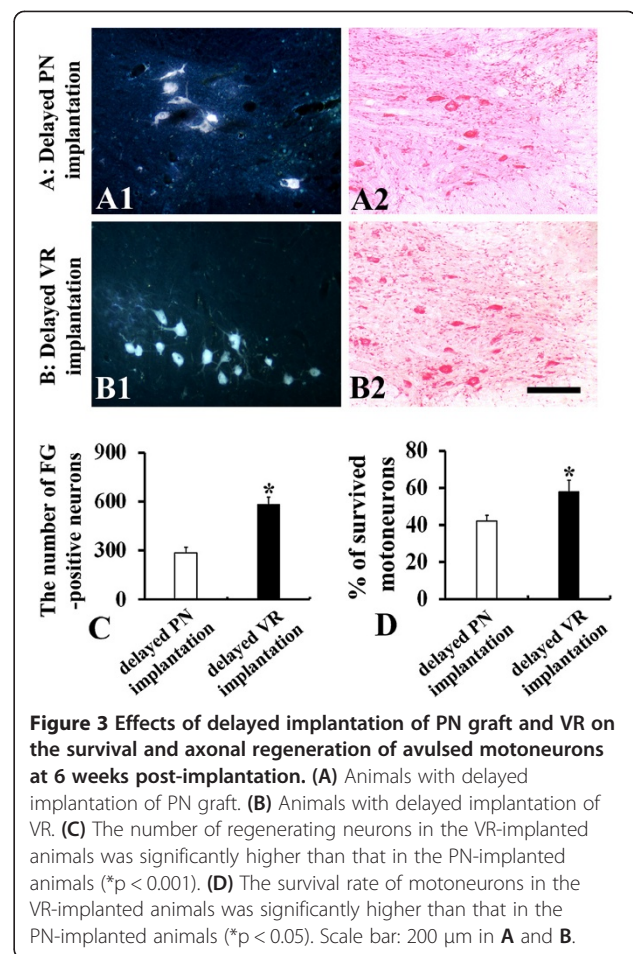 A: Delayed PN
implantation
A1
A2
B: Delayed VR
implantation
B1
B2
The number of FG
-positive neurons
900
600
300
0
*
delayed PN
implantation
delayed VR
implantation
C
% of survived
motoneurons
80
60
40
20
0
*
delayed PN
implantation
delayed VR
implantation
D
Figure 3 Effects of delayed implantation of PN graft and VR on
the survival and axonal regeneration of avulsed motoneurons
at 6 weeks post-implantation. (A) Animals with delayed
implantation of PN graft. (B) Animals with delayed implantation of
VR. (C) The number of regenerating neurons in the VR-implanted
animals was significantly higher than that in the PN-implanted
animals (*p < 0.001). (D) The survival rate of motoneurons in the
VR-implanted animals was significantly higher than that in the
PN-implanted animals (*p < 0.05). Scale bar: 200 μm in A and B.